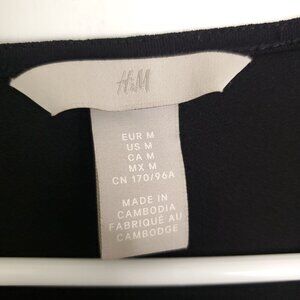 H&M
EUR M
US M
CA M
MX M
CN 170/96A
MADE IN
CAMBODIA
FABRIQUÉ AU
CAMBODGE